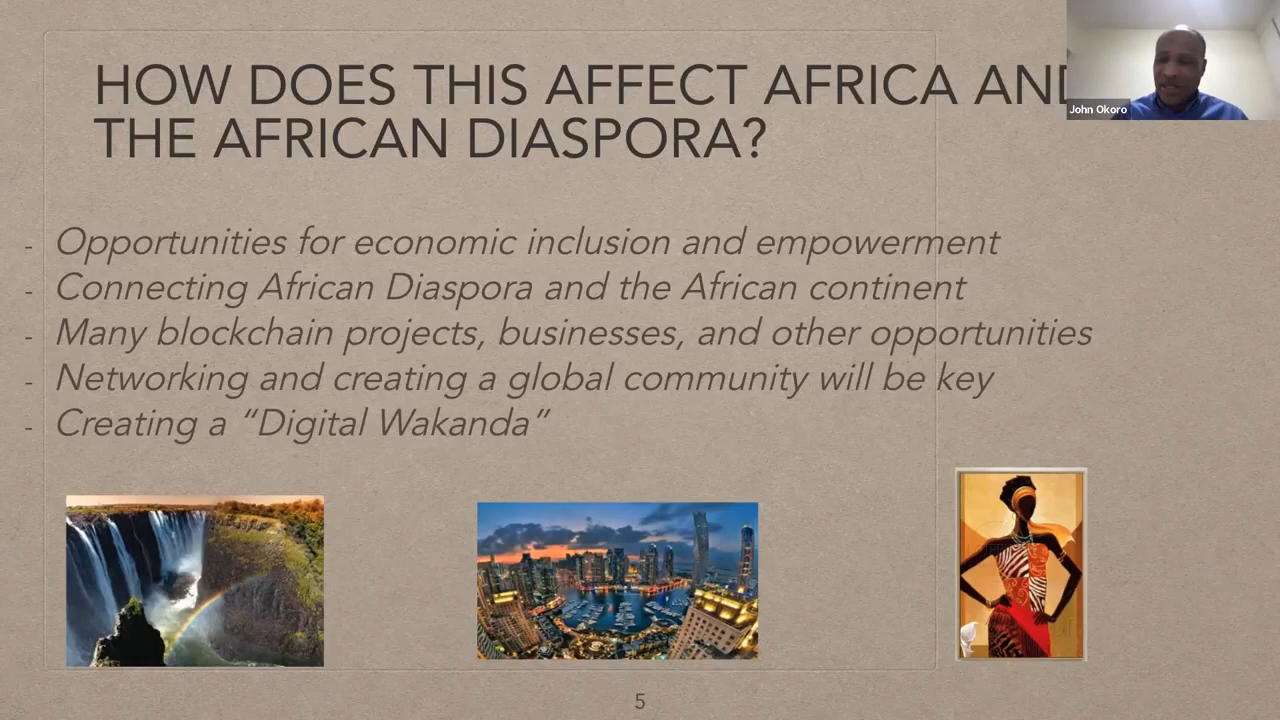 HOW DOES THIS AFFECT AFRICA AND
THE AFRICAN DIASPORA?
John Okoro
- Opportunities for economic inclusion and empowerment
- Connecting African Diaspora and the African continent
- Many blockchain projects, businesses, and other opportunities
- Networking and creating a global community will be key
- Creating a “Digital Wakanda”
5